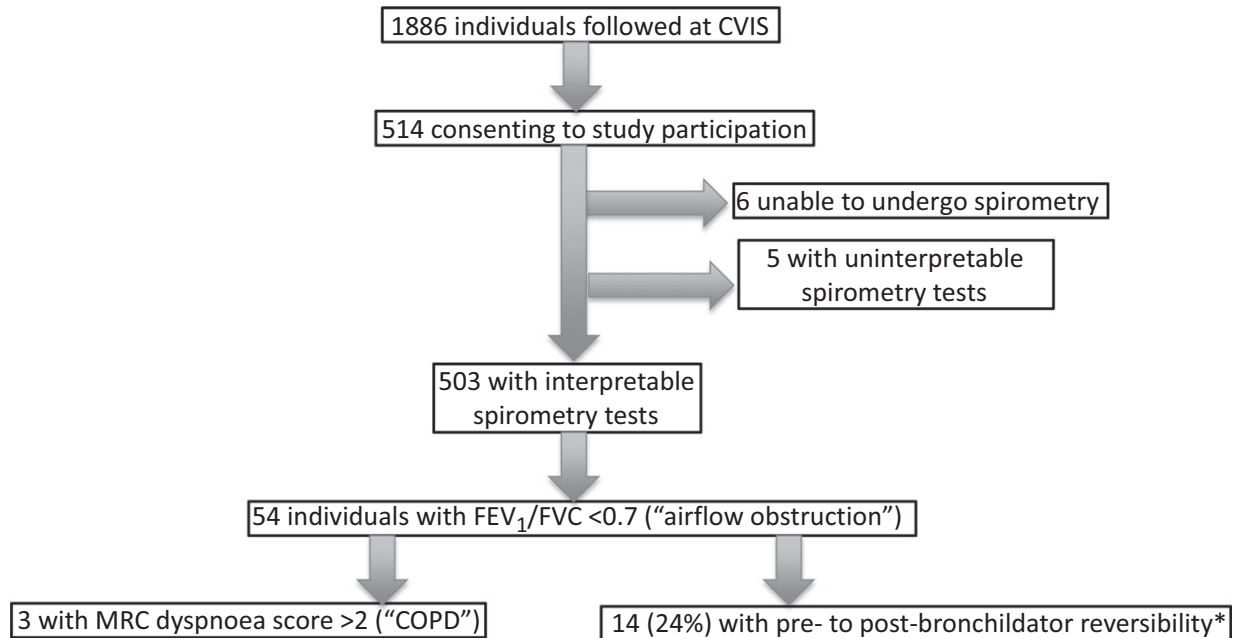 1886 individuals followed at CVIS
514 consenting to study participation
6 unable to undergo spirometry
5 with uninterpretable
spirometry tests
503 with interpretable
spirometry tests
54 individuals with FEV₁/FVC <0.7 (“airflow obstruction”)
3 with MRC dyspnoea score >2 (“COPD”)
14 (24%) with pre- to post-bronchildator reversibility*